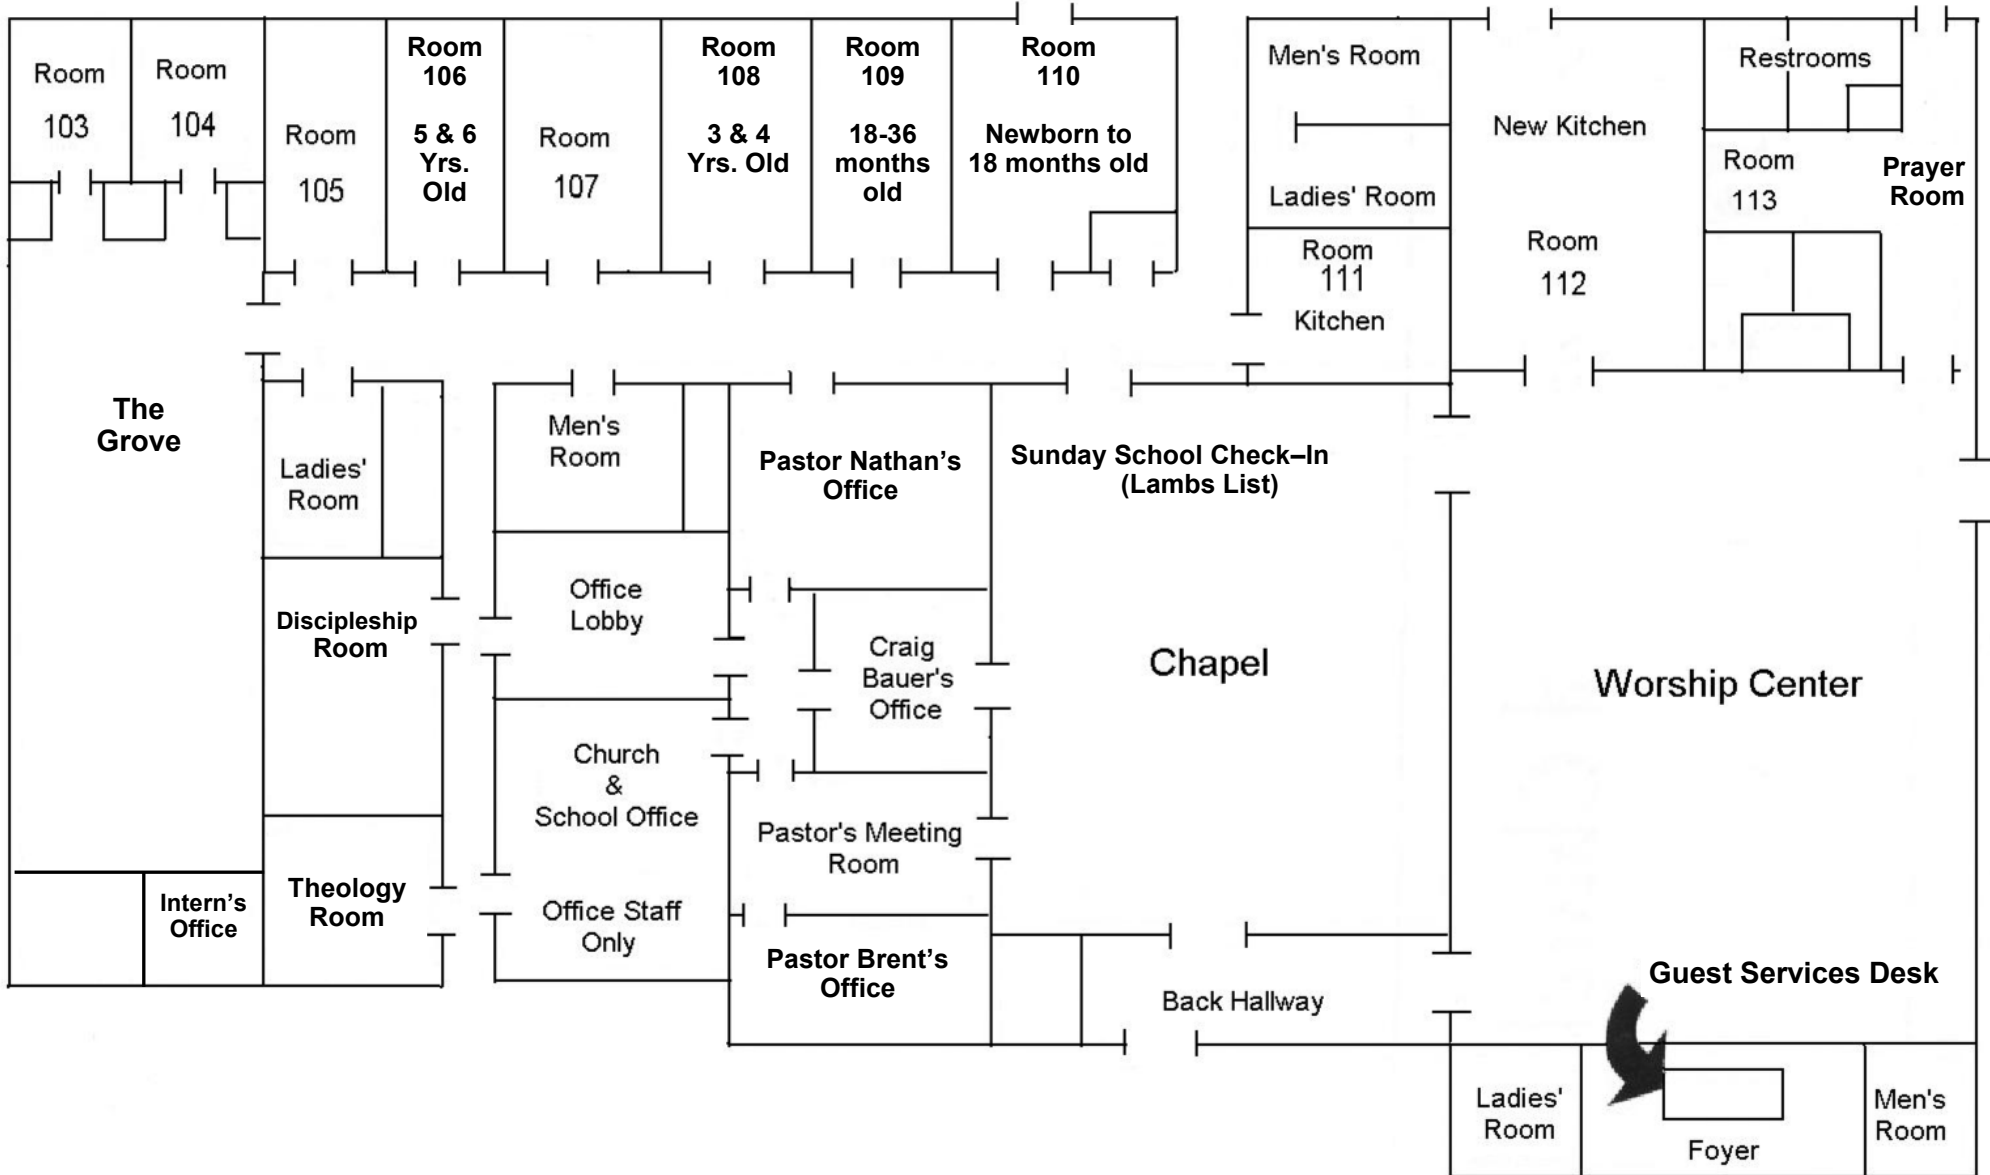 Room
103
Room
104
Room
105
Room
106
5 & 6
Yrs.
Old
Room
107
Room
108
3 & 4
Yrs. Old
Room
109
18-36
months
old
Room
110
Newborn to
18 months old
Men's Room
Ladies' Room
Room
111
Kitchen
New Kitchen
Room
112
Restrooms
Room
113
Prayer
Room
The
Grove
Ladies'
Room
Men's
Room
Pastor Nathan’s
Office
Sunday School Check–In
(Lambs List)
Discipleship
Room
Office
Lobby
Craig
Bauer's
Office
Chapel
Worship Center
Church
&
School Office
Pastor's Meeting
Room
Intern’s
Office
Theology
Room
Office Staff
Only
Pastor Brent’s
Office
Back Hallway
Guest Services Desk
Ladies'
Room
Foyer
Men's
Room